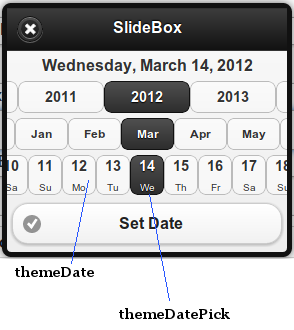 SlideBox
Wednesday, March 14, 2012
2011 2012 2013
Jan Feb Mar Apr May
10 11 12 13 14 15 16 17 18
Sa Su Mo Tu We Th Fr Sa Su
Set Date
themeDate
themeDatePick